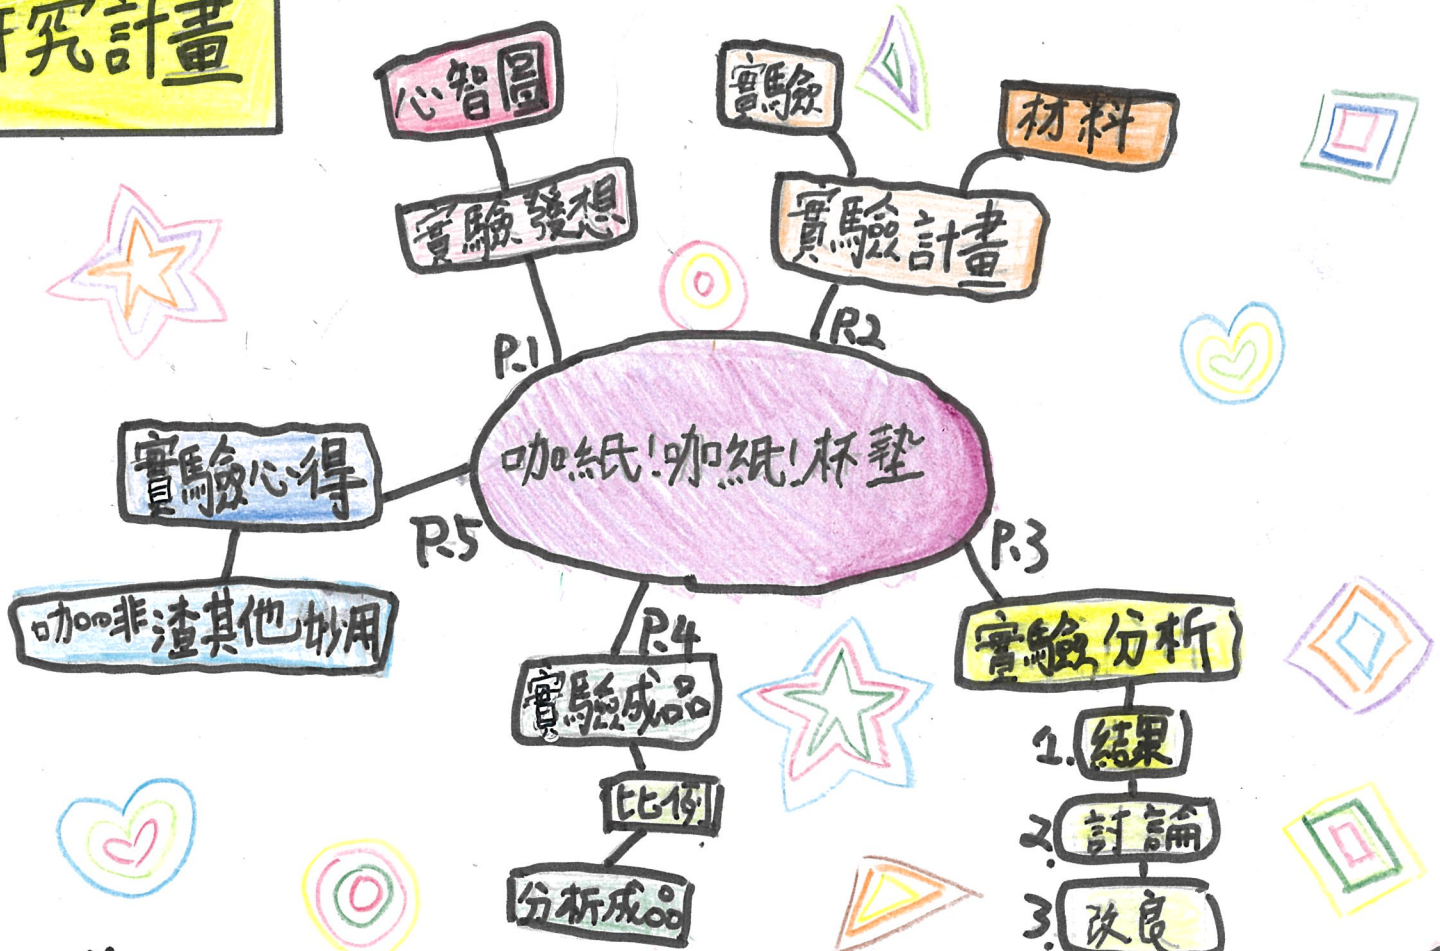 研究計畫
心智圖
實驗發想
P.1
實驗
材料
實驗計畫
P.2
咖紙!咖紙!杯墊
實驗心得
P.5
咖啡渣其他妙用
P.3
實驗分析
1. 結果
2. 討論
3. 改良
P.4
實驗成品
比例
分析成品